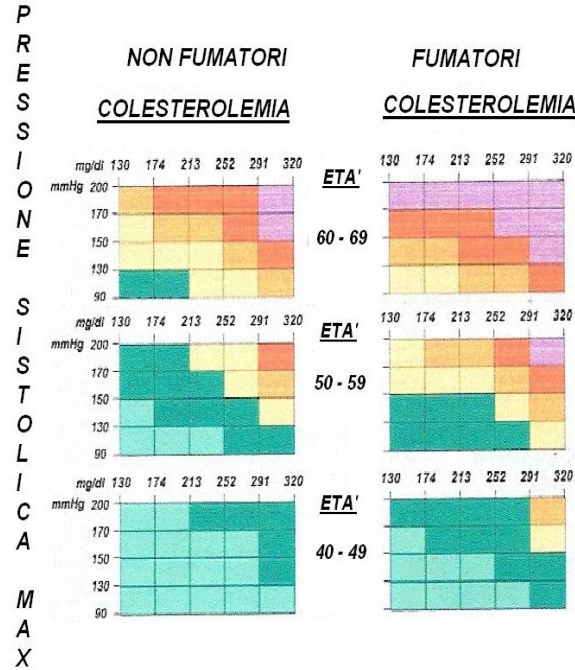 PRESSIONE SISTOLICA MAX
NON FUMATORI
FUMATORI
COLESTEROLEMIA
COLESTEROLEMIA
mg/dl 130 174 213 252 291 320
mmHg 200
170
150
130
90
ETA'
60 - 69
130 174 213 252 291 320
mg/dl 130 174 213 252 291 320
mmHg 200
170
150
130
90
ETA'
50 - 59
130 174 213 252 291 320
mg/dl 130 174 213 252 291 320
mmHg 200
170
150
130
90
ETA'
40 - 49
130 174 213 252 291 320